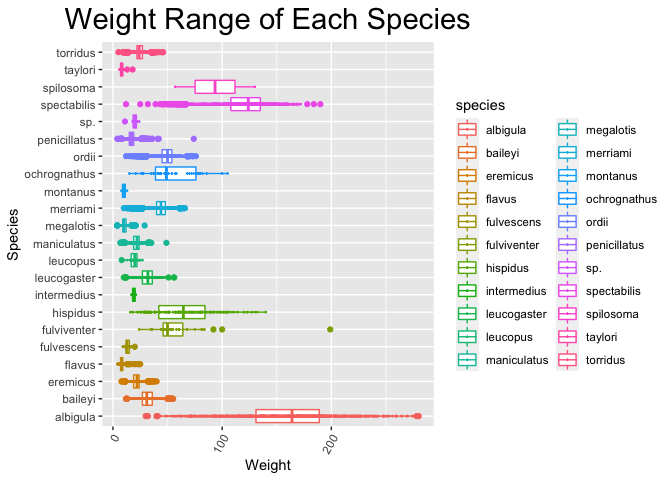 Weight Range of Each Species
torridus
taylori
spilosoma
spectabilis
sp.
penicillatus
ordii
ochrognathus
montanus
merriami
megalotis
maniculatus
leucopus
leucogaster
intermedius
hispidus
fulviventer
fulvescens
flavus
eremicus
baileyi
albigula
Species
0 100 200
Weight
species
albigula megalotis
baileyi merriami
eremicus montanus
flavus ochrognathus
fulvescens ordii
fulviventer penicillatus
hispidus sp.
intermedius spectabilis
leucogaster spilosoma
leucopus taylori
maniculatus torridus